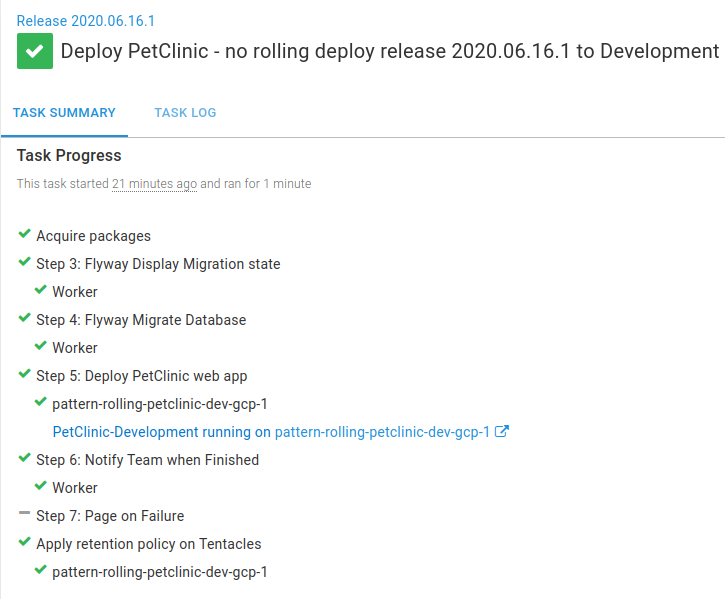 Release 2020.06.16.1
Deploy PetClinic - no rolling deploy release 2020.06.16.1 to Development
TASK SUMMARY TASK LOG
Task Progress
This task started 21 minutes ago and ran for 1 minute
Acquire packages
Step 3: Flyway Display Migration state
Worker
Step 4: Flyway Migrate Database
Worker
Step 5: Deploy PetClinic web app
pattern-rolling-petclinic-dev-gcp-1
PetClinic-Development running on pattern-rolling-petclinic-dev-gcp-1
Step 6: Notify Team when Finished
Worker
Step 7: Page on Failure
Apply retention policy on Tentacles
pattern-rolling-petclinic-dev-gcp-1